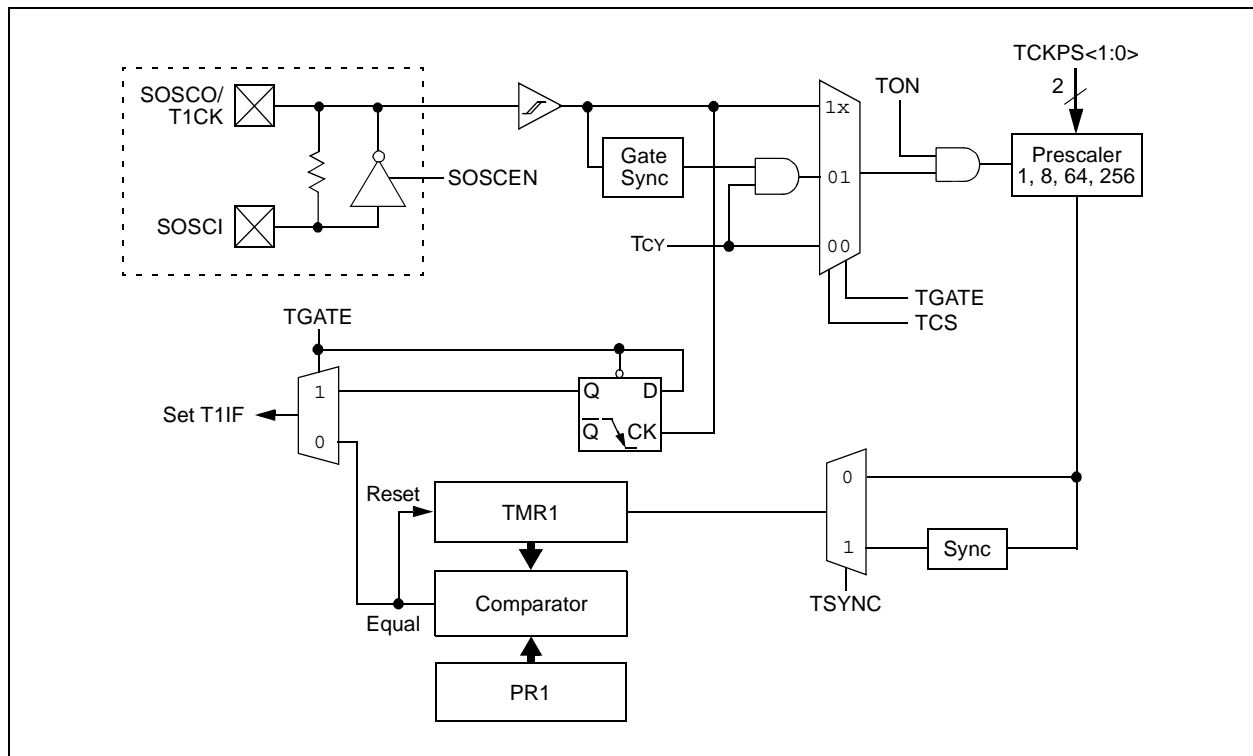 TCKPS<1:0>
2
SOSCO/
T1CK
TON
1x
Gate
Sync
Prescaler
1, 8, 64, 256
SOSCEN
01
SOSCI
TCY
00
TGATE
TCS
TGATE
1
Q
D
Set T1IF
Q
CK
0
Reset
TMR1
0
1
Sync
Comparator
TSYNC
Equal
PR1